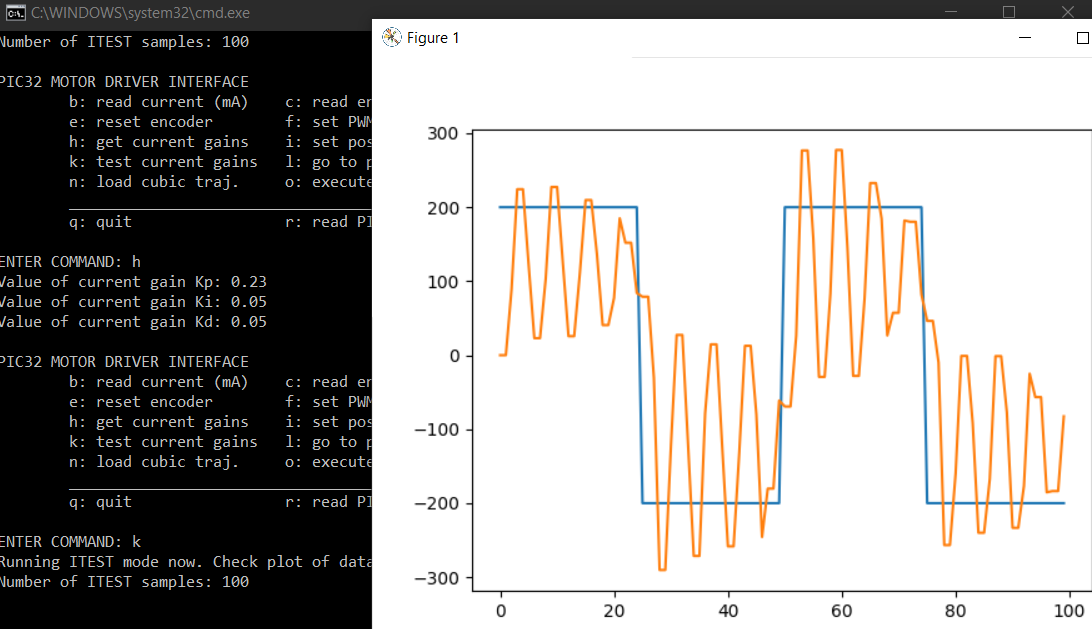 C:\WINDOWS\system32\cmd.exe
Number of ITEST samples: 100
PIC32 MOTOR DRIVER INTERFACE
b: read current (mA) c: read en
e: reset encoder f: set PWM
h: get current gains i: set pos
k: test current gains l: go to p
n: load cubic traj. o: execute
q: quit r: read PI
ENTER COMMAND: h
Value of current gain Kp: 0.23
Value of current gain Ki: 0.05
Value of current gain Kd: 0.05
PIC32 MOTOR DRIVER INTERFACE
b: read current (mA) c: read en
e: reset encoder f: set PWM
h: get current gains i: set pos
k: test current gains l: go to p
n: load cubic traj. o: execute
q: quit r: read PI
ENTER COMMAND: k
Running ITEST mode now. Check plot of data
Number of ITEST samples: 100
Figure 1
300
200
100
0
−100
−200
−300
0 20 40 60 80 100